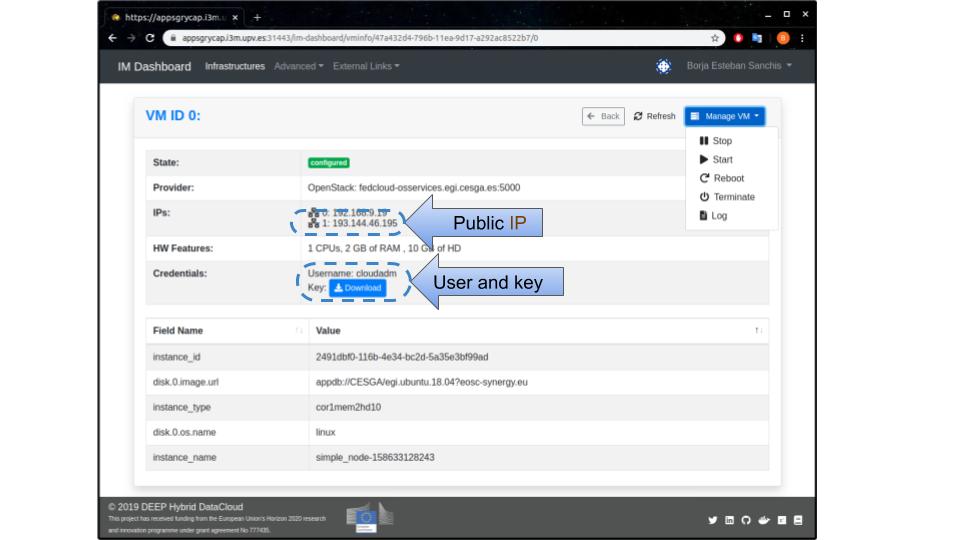 https://appsgrycap.i3m.u
appsgrycap.i3m.upv.es:31443/im-dashboard/vminfo/47a432d4-796b-11ea-9d17-a292ac8522b7/0
IM Dashboard Infrastructures Advanced External Links Borja Esteban Sanchis
VM ID 0:
Back Refresh Manage VM
Stop
Start
Reboot
Terminate
Log
State: configured
Provider: OpenStack: fedcloud-osservices.egi.cesga.es:5000
IPs: 0: 192.168.9.19
1: 193.144.46.195
Public IP
HW Features: 1 CPUs, 2 GB of RAM , 10 GB of HD
Credentials: Username: cloudadm
Key: Download
User and key
Field Name Value
instance_id 2491dbf0-116b-4e34-bc2d-5a35e3bf99ad
disk.0.image.url appdb://CESGA/egi.ubuntu.18.04?eosc-synergy.eu
instance_type cor1mem2hd10
disk.0.os.name linux
instance_name simple_node-158633128243
© 2019 DEEP Hybrid DataCloud
This project has received funding from the European Union's Horizon 2020 research
and innovation programme under grant agreement No 777435.